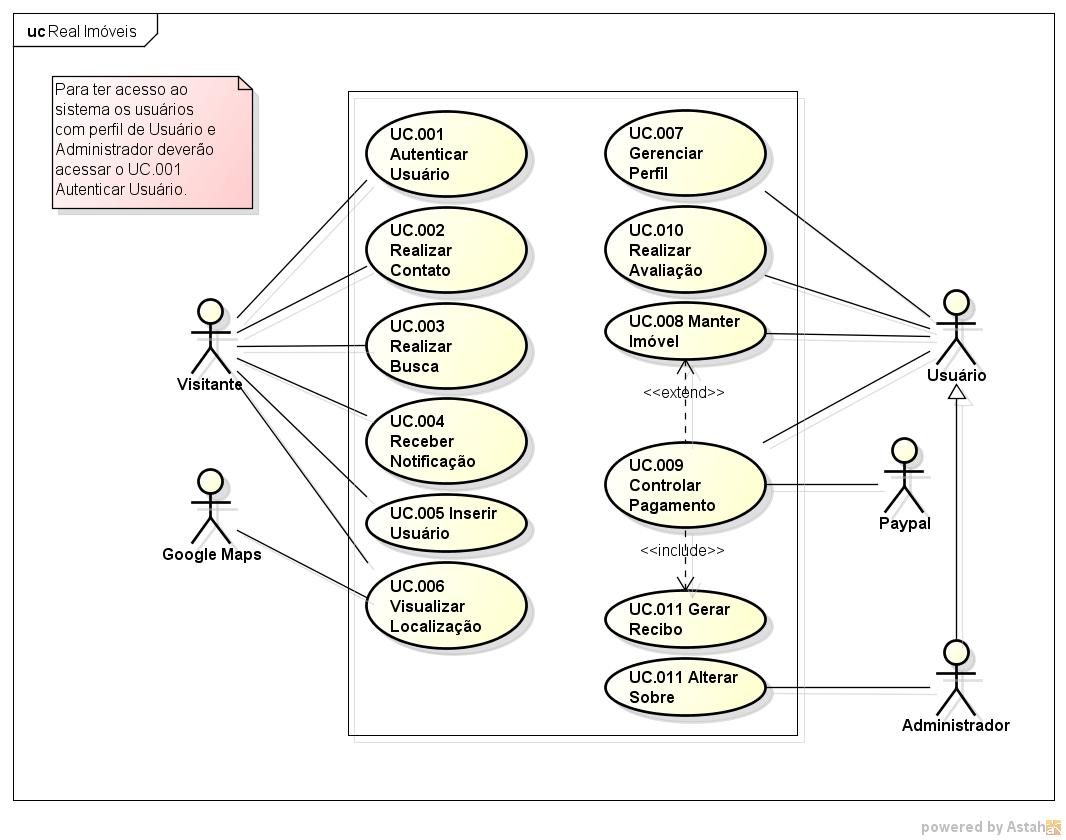 uc Real Imóveis
Para ter acesso ao
sistema os usuários
com perfil de Usuário e
Administrador deverão
acessar o UC.001
Autenticar Usuário.
UC.001
Autenticar
Usuário
UC.002
Realizar
Contato
UC.003
Realizar
Busca
UC.004
Receber
Notificação
UC.005 Inserir
Usuário
UC.006
Visualizar
Localização
UC.007
Gerenciar
Perfil
UC.010
Realizar
Avaliação
UC.008 Manter
Imóvel
<<extend>>
UC.009
Controlar
Pagamento
<<include>>
UC.011 Gerar
Recibo
UC.011 Alterar
Sobre
Visitante
Google Maps
Usuário
Paypal
Administrador
powered by Astah